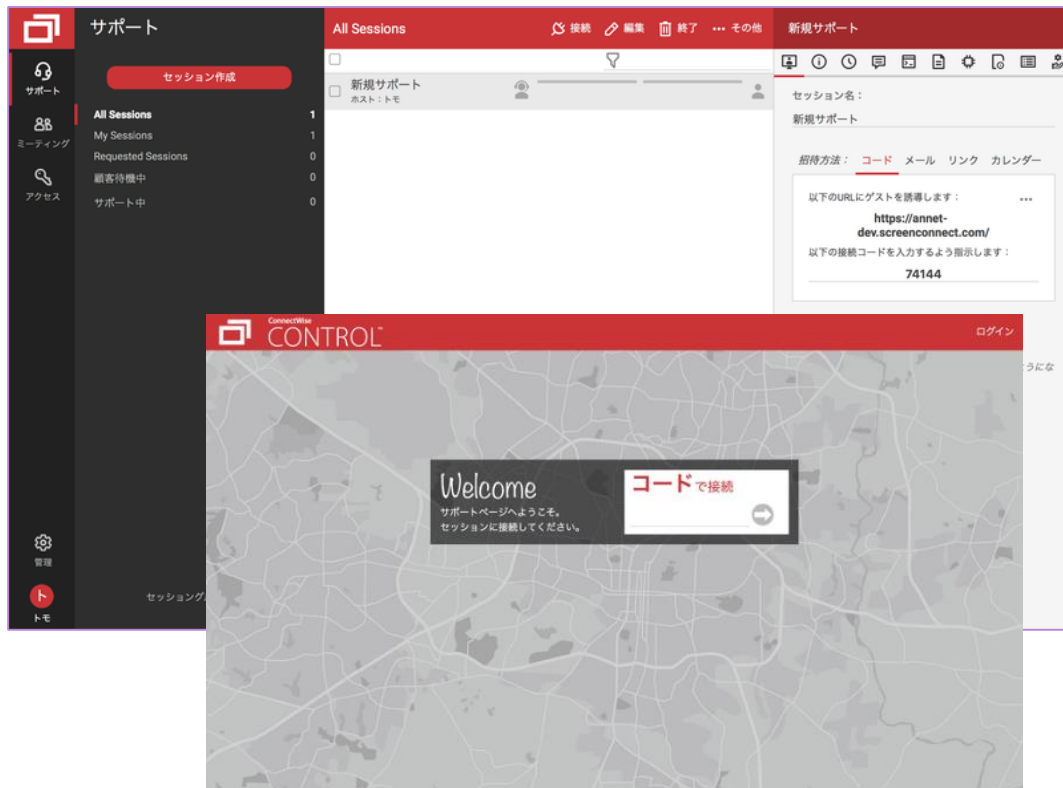 サポート
サポート
ミーティング
アクセス
管理
ト
トモ
セッション作成
All Sessions 1
My Sessions 1
Requested Sessions 0
顧客待機中 0
サポート中 0
All Sessions
接続
編集
終了
その他
新規サポート
ホスト：トモ
新規サポート
セッション名：
新規サポート
招待方法： コード メール リンク カレンダー
以下のURLにゲストを誘導します：
https://annet-
dev.screenconnect.com/
以下の接続コードを入力するよう指示します：
74144
ConnectWise
CONTROL™
ログイン
Welcome
サポートページへようこそ。
セッションに接続してください。
コードで接続